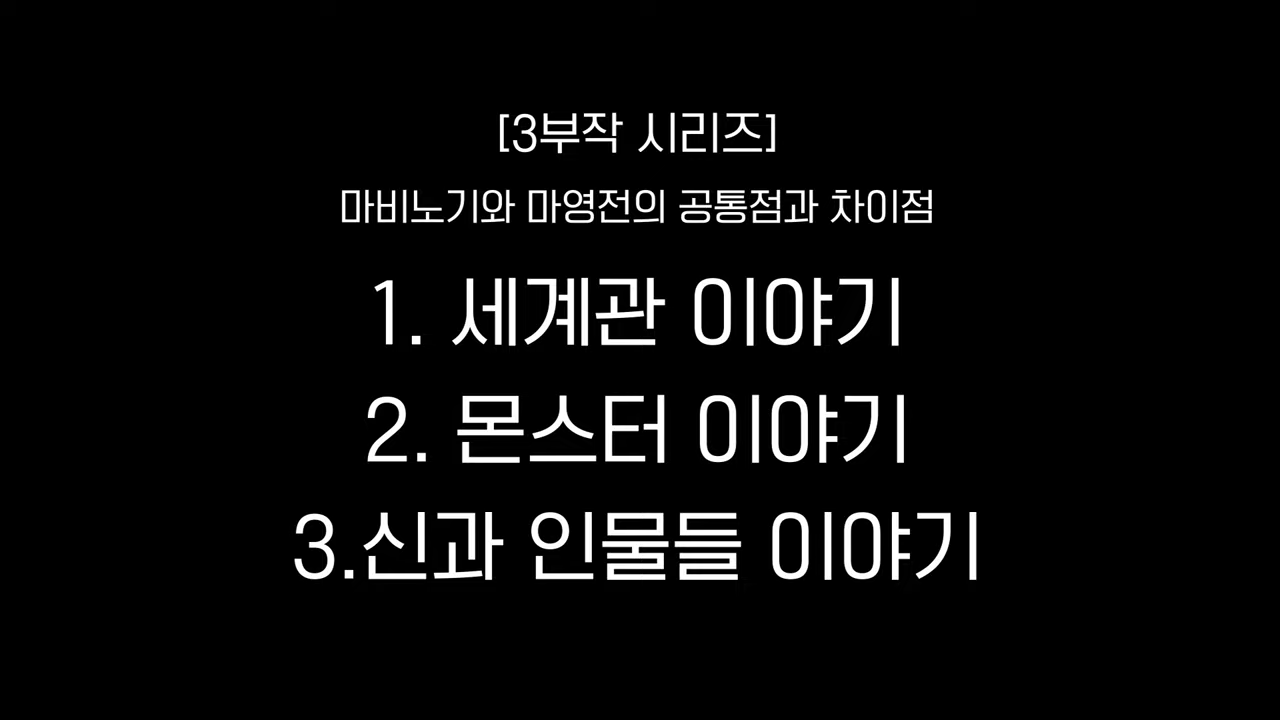 [3부작 시리즈]
마비노기와 마영전의 공통점과 차이점
1. 세계관 이야기
2. 몬스터 이야기
3.신과 인물들 이야기